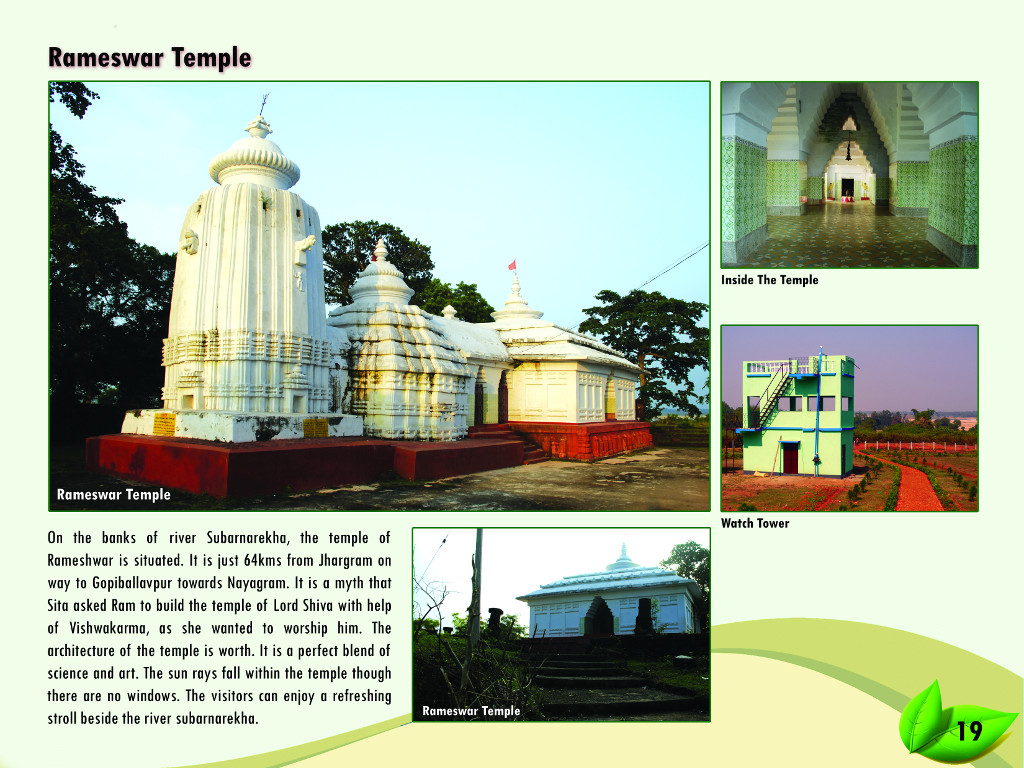 Rameswar Temple
Rameswar Temple
Inside The Temple
Watch Tower
On the banks of river Subarnarekha, the temple of
Rameshwar is situated. It is just 64kms from Jhargram on
way to Gopiballavpur towards Nayagram. It is a myth that
Sita asked Ram to build the temple of Lord Shiva with help
of Vishwakarma, as she wanted to worship him. The
architecture of the temple is worth. It is a perfect blend of
science and art. The sun rays fall within the temple though
there are no windows. The visitors can enjoy a refreshing
stroll beside the river subarnarekha.
Rameswar Temple
19